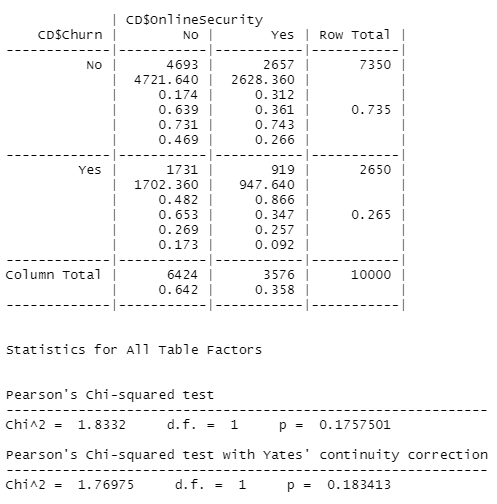 | CD$OnlineSecurity
    CD$Churn |        No |       Yes | Row Total |
-------------|-----------|-----------|-----------|
          No |      4693 |      2657 |      7350 |
             |  4721.640 |  2628.360 |           |
             |     0.174 |     0.312 |           |
             |     0.639 |     0.361 |     0.735 |
             |     0.731 |     0.743 |           |
             |     0.469 |     0.266 |           |
-------------|-----------|-----------|-----------|
         Yes |      1731 |       919 |      2650 |
             |  1702.360 |   947.640 |           |
             |     0.482 |     0.866 |           |
             |     0.653 |     0.347 |     0.265 |
             |     0.269 |     0.257 |           |
             |     0.173 |     0.092 |           |
-------------|-----------|-----------|-----------|
Column Total |      6424 |      3576 |     10000 |
             |     0.642 |     0.358 |           |
-------------|-----------|-----------|-----------|
Statistics for All Table Factors
Pearson's Chi-squared test
------------------------------------------------------------
Chi^2 =  1.8332     d.f. =  1     p =  0.1757501
Pearson's Chi-squared test with Yates' continuity correction
------------------------------------------------------------
Chi^2 =  1.76975     d.f. =  1     p =  0.183413